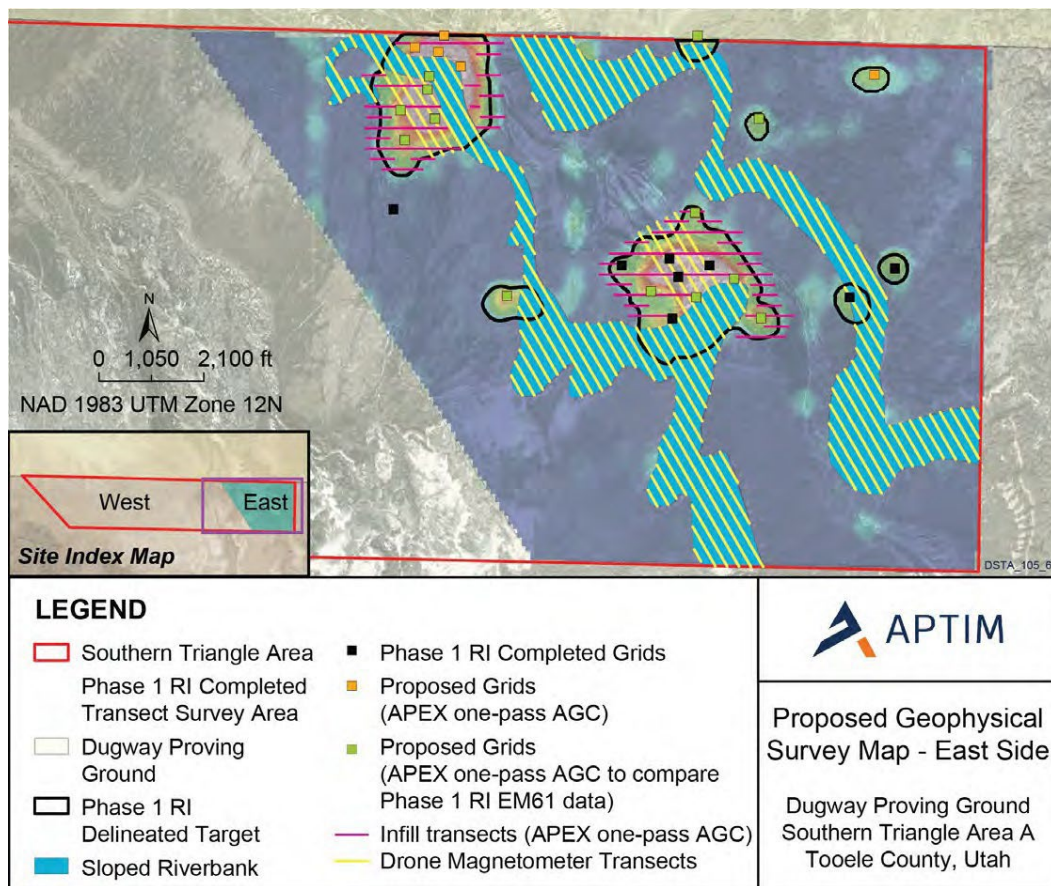 N
0 1,050 2,100 ft
NAD 1983 UTM Zone 12N
West
East
Site Index Map
DSTA_105_6
LEGEND
Southern Triangle Area
Phase 1 RI Completed
Transect Survey Area
Dugway Proving
Ground
Phase 1 RI
Delineated Target
Sloped Riverbank
Phase 1 RI Completed Grids
Proposed Grids
(APEX one-pass AGC)
Proposed Grids
(APEX one-pass AGC to compare
Phase 1 RI EM61 data)
Infill transects (APEX one-pass AGC)
Drone Magnetometer Transects
APTIM
Proposed Geophysical
Survey Map - East Side
Dugway Proving Ground
Southern Triangle Area A
Tooele County, Utah